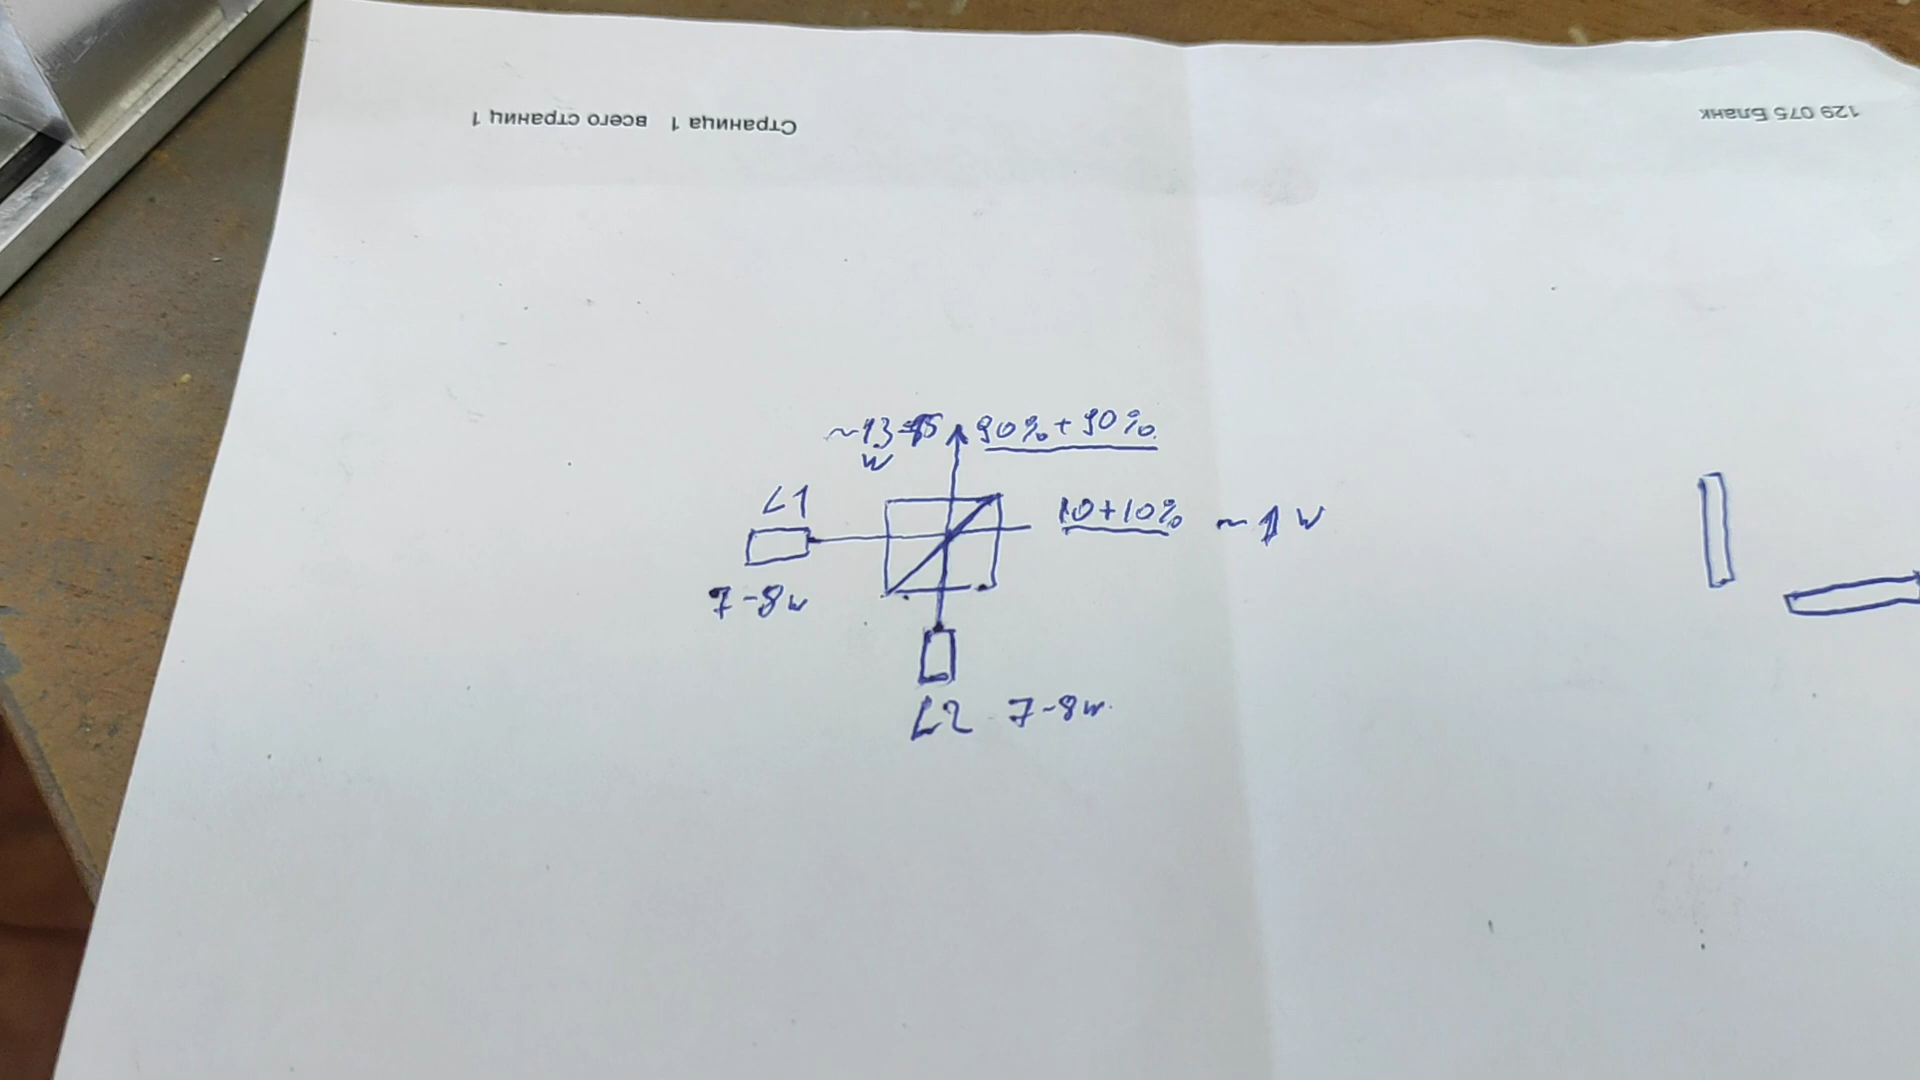 Страница 1 всего страниц 1
129 075 Бланк
~13-15 90% + 90%
W
L1
10+10% ~ 1 W
7-8w
L2 7-8w.